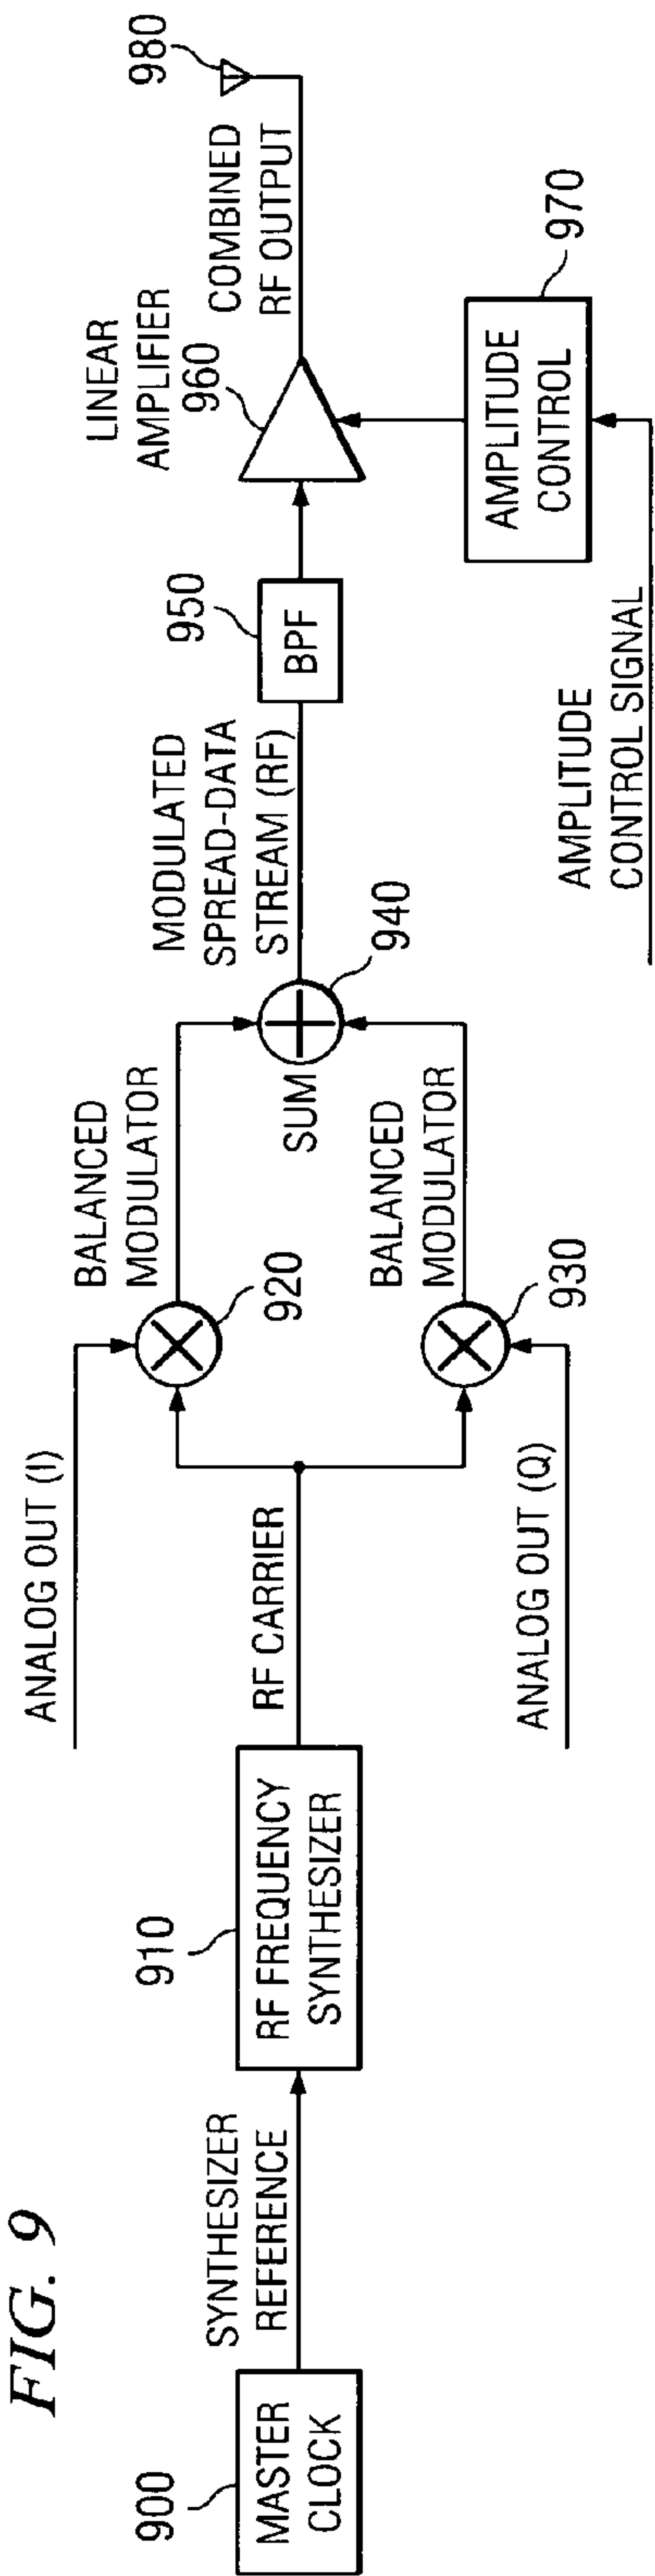 FIG. 9
900
MASTER
CLOCK
SYNTHESIZER
REFERENCE
910
RF FREQUENCY
SYNTHESIZER
RF CARRIER
ANALOG OUT (I)
ANALOG OUT (Q)
920
BALANCED
MODULATOR
930
BALANCED
MODULATOR
SUM
940
MODULATED
SPREAD-DATA
STREAM (RF)
950
BPF
LINEAR
AMPLIFIER
960
COMBINED
RF OUTPUT
980
AMPLITUDE
CONTROL
970
AMPLITUDE
CONTROL SIGNAL